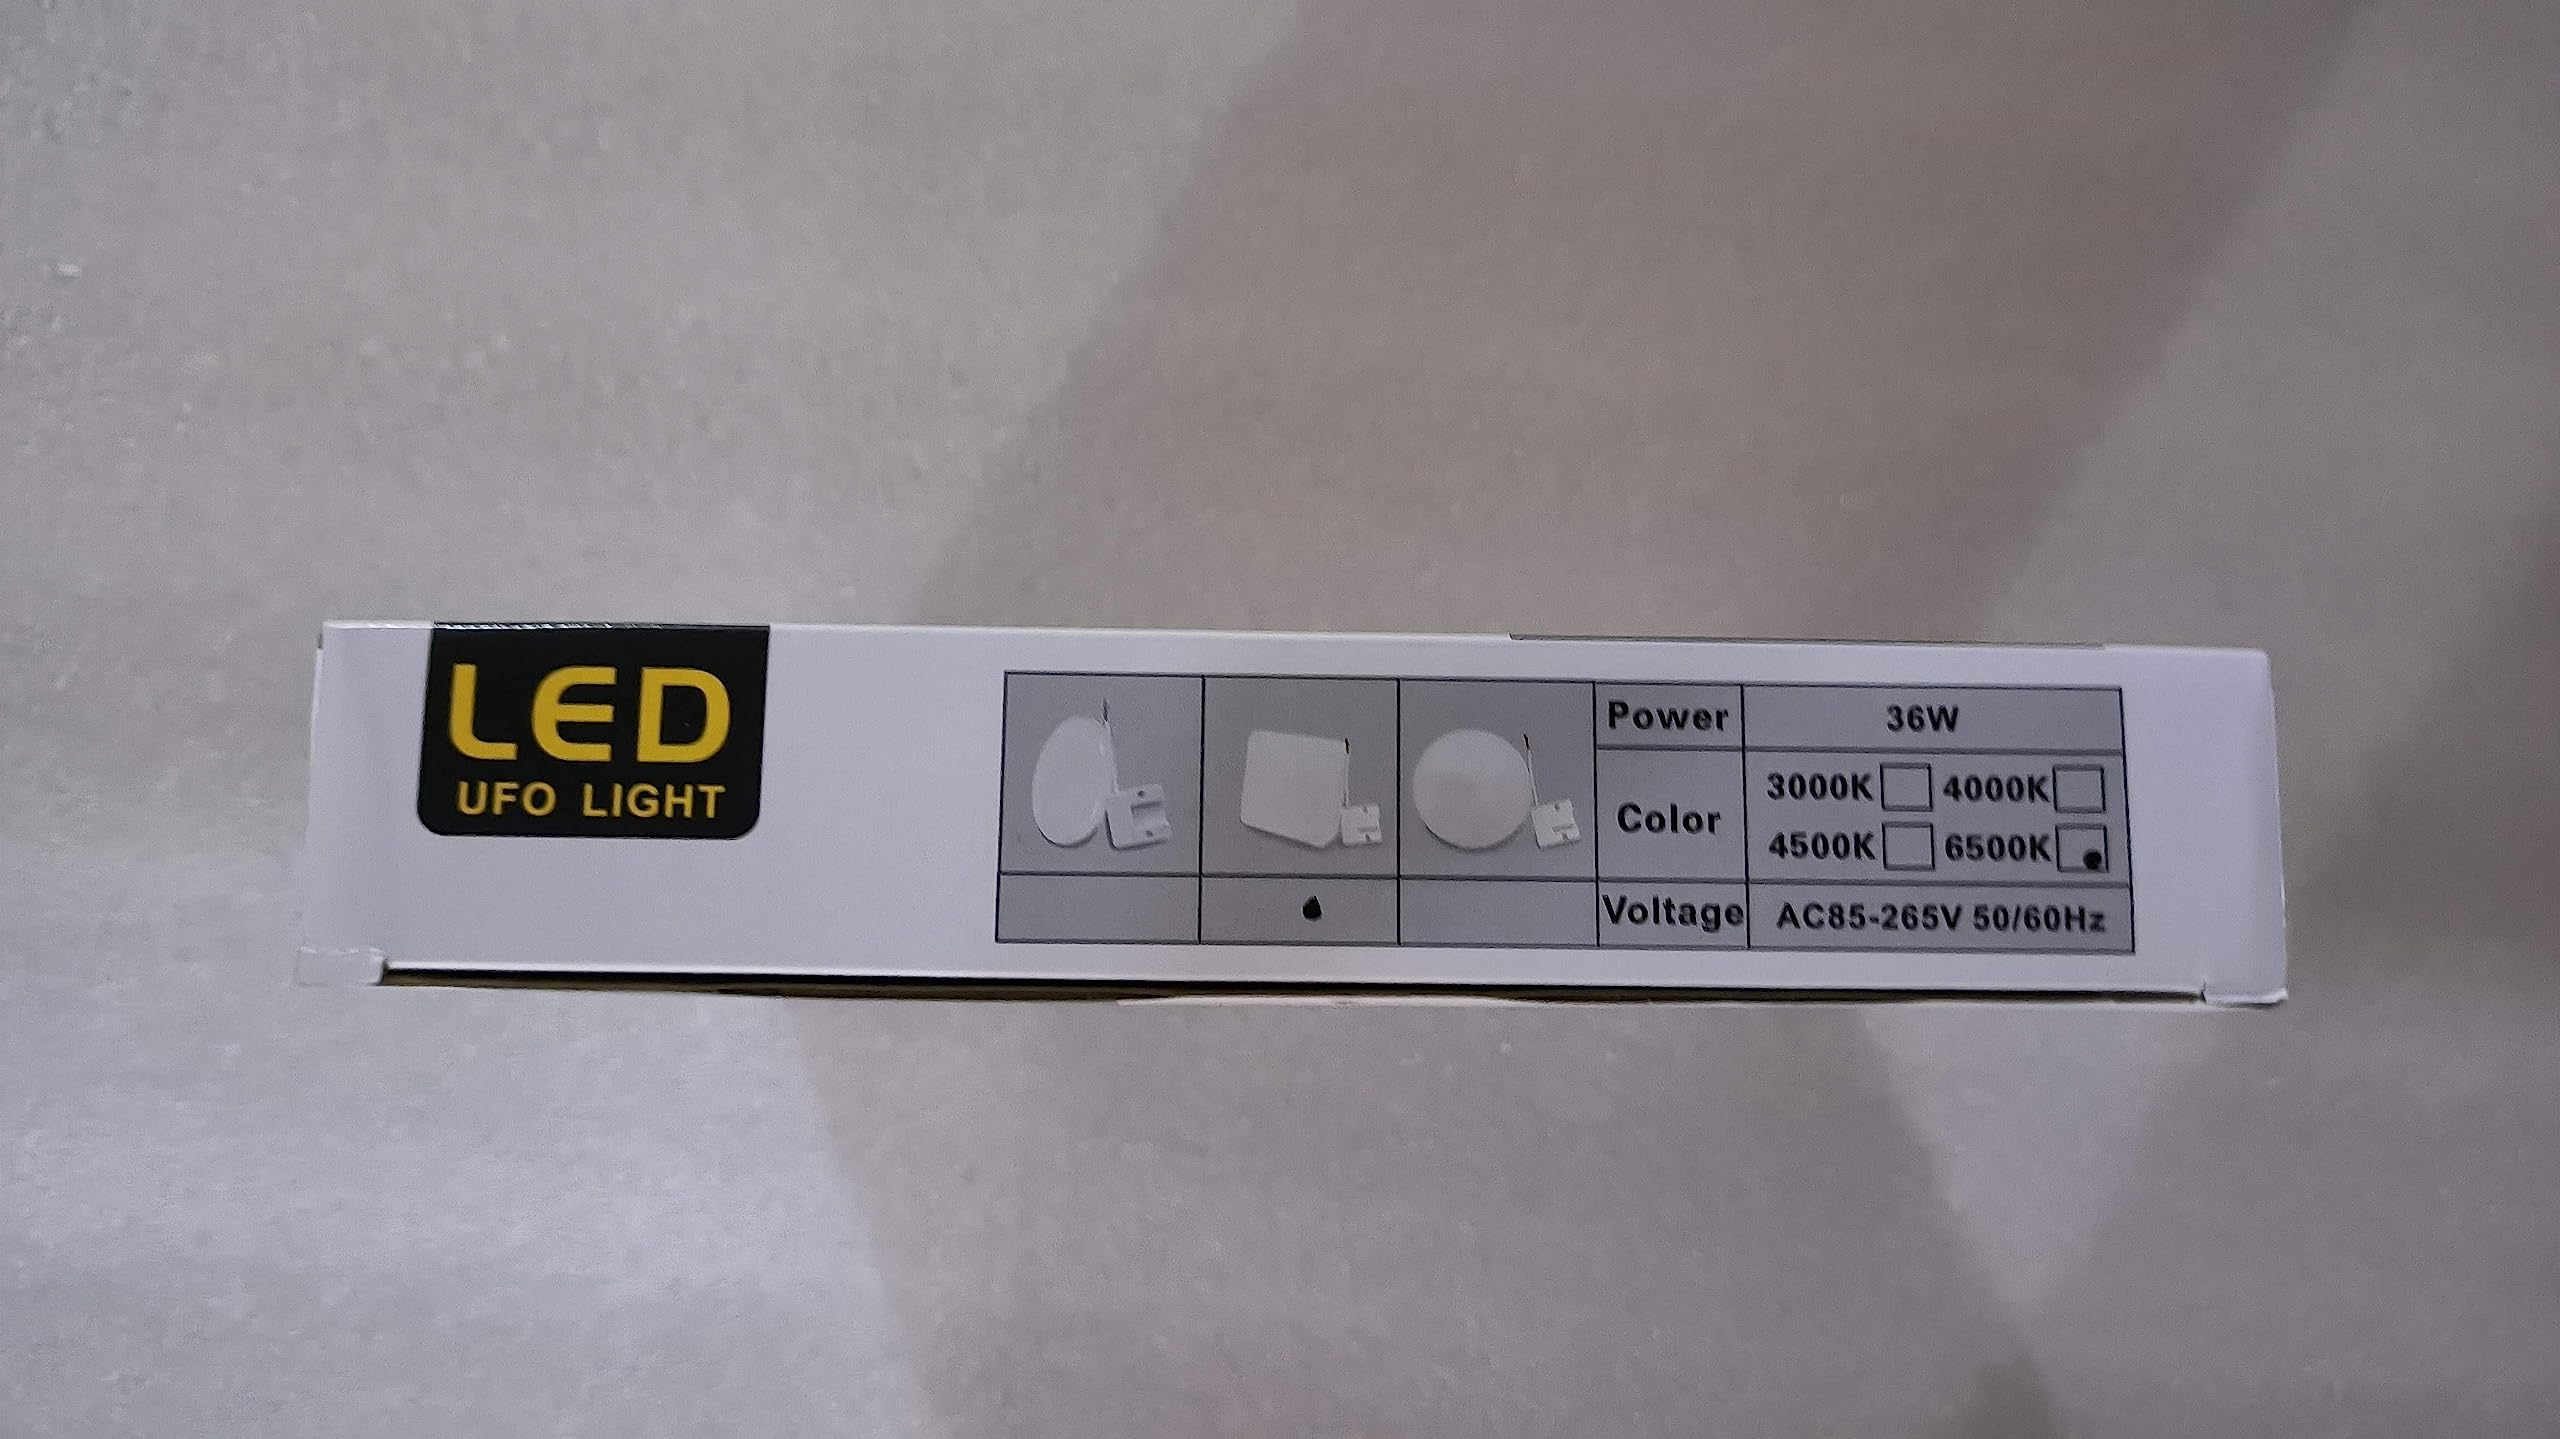 LED
UFO LIGHT
Power 36W
Color 3000K 4000K
4500K 6500K
Voltage AC85-265V 50/60Hz